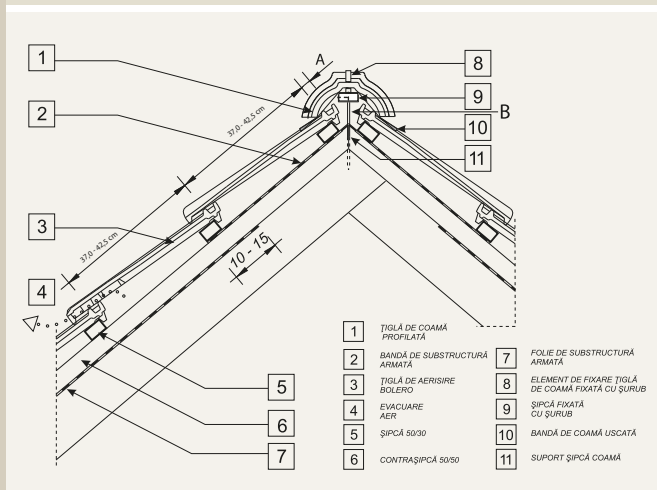 1
A
8
2
37,0 - 42,5 cm
9
B
10
11
3
37,0 - 42,5 cm
10 - 15
4
5
6
7
1 ȚIGLĂ DE COAMĂ
PROFILATĂ
2 BANDĂ DE SUBSTRUCTURĂ
ARMATĂ
3 ȚIGLĂ DE AERISIRE
BOLERO
4 EVACUARE
AER
5 ȘIPCĂ 50/30
6 CONTRAȘIPCĂ 50/50
7 FOLIE DE SUBSTRUCTURĂ
ARMATĂ
8 ELEMENT DE FIXARE ȚIGLĂ
DE COAMĂ FIXATĂ CU ȘURUB
9 ȘIPCĂ FIXATĂ
CU ȘURUB
10 BANDĂ DE COAMĂ USCATĂ
11 SUPORT ȘIPCĂ COAMĂ